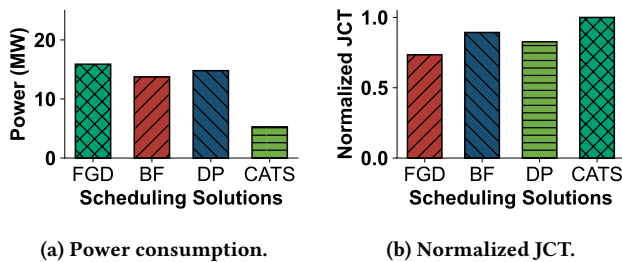 Power (MW)
20
10
0
FGD BF DP CATS
Scheduling Solutions
(a) Power consumption.
Normalized JCT
1.0
0.5
0.0
FGD BF DP CATS
Scheduling Solutions
(b) Normalized JCT.